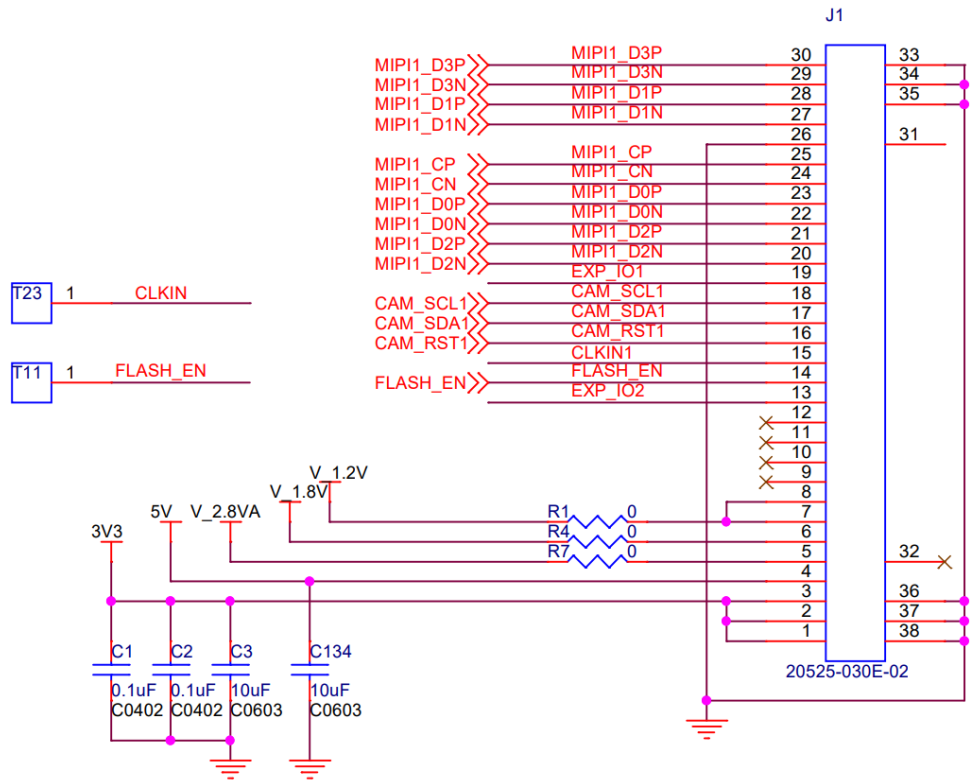 J1
MIPI1_D3P MIPI1_D3P 30 33
MIPI1_D3N MIPI1_D3N 29 34
MIPI1_D1P MIPI1_D1P 28 35
MIPI1_D1N MIPI1_D1N 27
26 31
MIPI1_CP MIPI1_CP 25
MIPI1_CN MIPI1_CN 24
MIPI1_D0P MIPI1_D0P 23
MIPI1_D0N MIPI1_D0N 22
MIPI1_D2P MIPI1_D2P 21
MIPI1_D2N MIPI1_D2N 20
EXP_IO1 19
T23 1 CLKIN
CAM_SCL1 CAM_SCL1 18
CAM_SDA1 CAM_SDA1 17
CAM_RST1 CAM_RST1 16
CLKIN1 15
T11 1 FLASH_EN
FLASH_EN FLASH_EN 14
EXP_IO2 13
12
11
10
9
V_1.2V
V_1.8V 8
3V3 5V V_2.8VA
R1 0 7
R4 0 6
R7 0 5 32
4
3 36
2 37
1 38
C1 C2 C3 C134
20525-030E-02
0.1uF 0.1uF 10uF 10uF
C0402 C0402 C0603 C0603